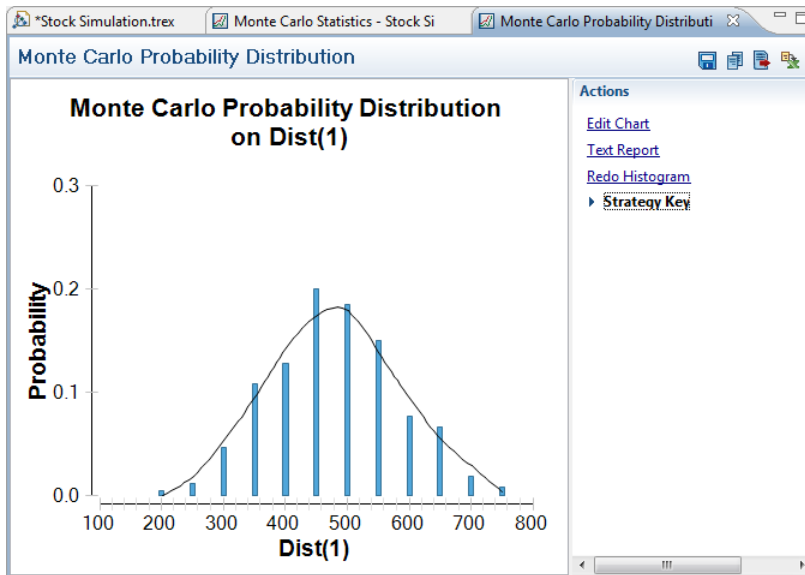 *Stock Simulation.trex
Monte Carlo Statistics - Stock Si
Monte Carlo Probability Distributi
Monte Carlo Probability Distribution
Monte Carlo Probability Distribution
on Dist(1)
0.3
0.2
0.1
0.0
Probability
100 200 300 400 500 600 700 800
Dist(1)
Actions
Edit Chart
Text Report
Redo Histogram
Strategy Key